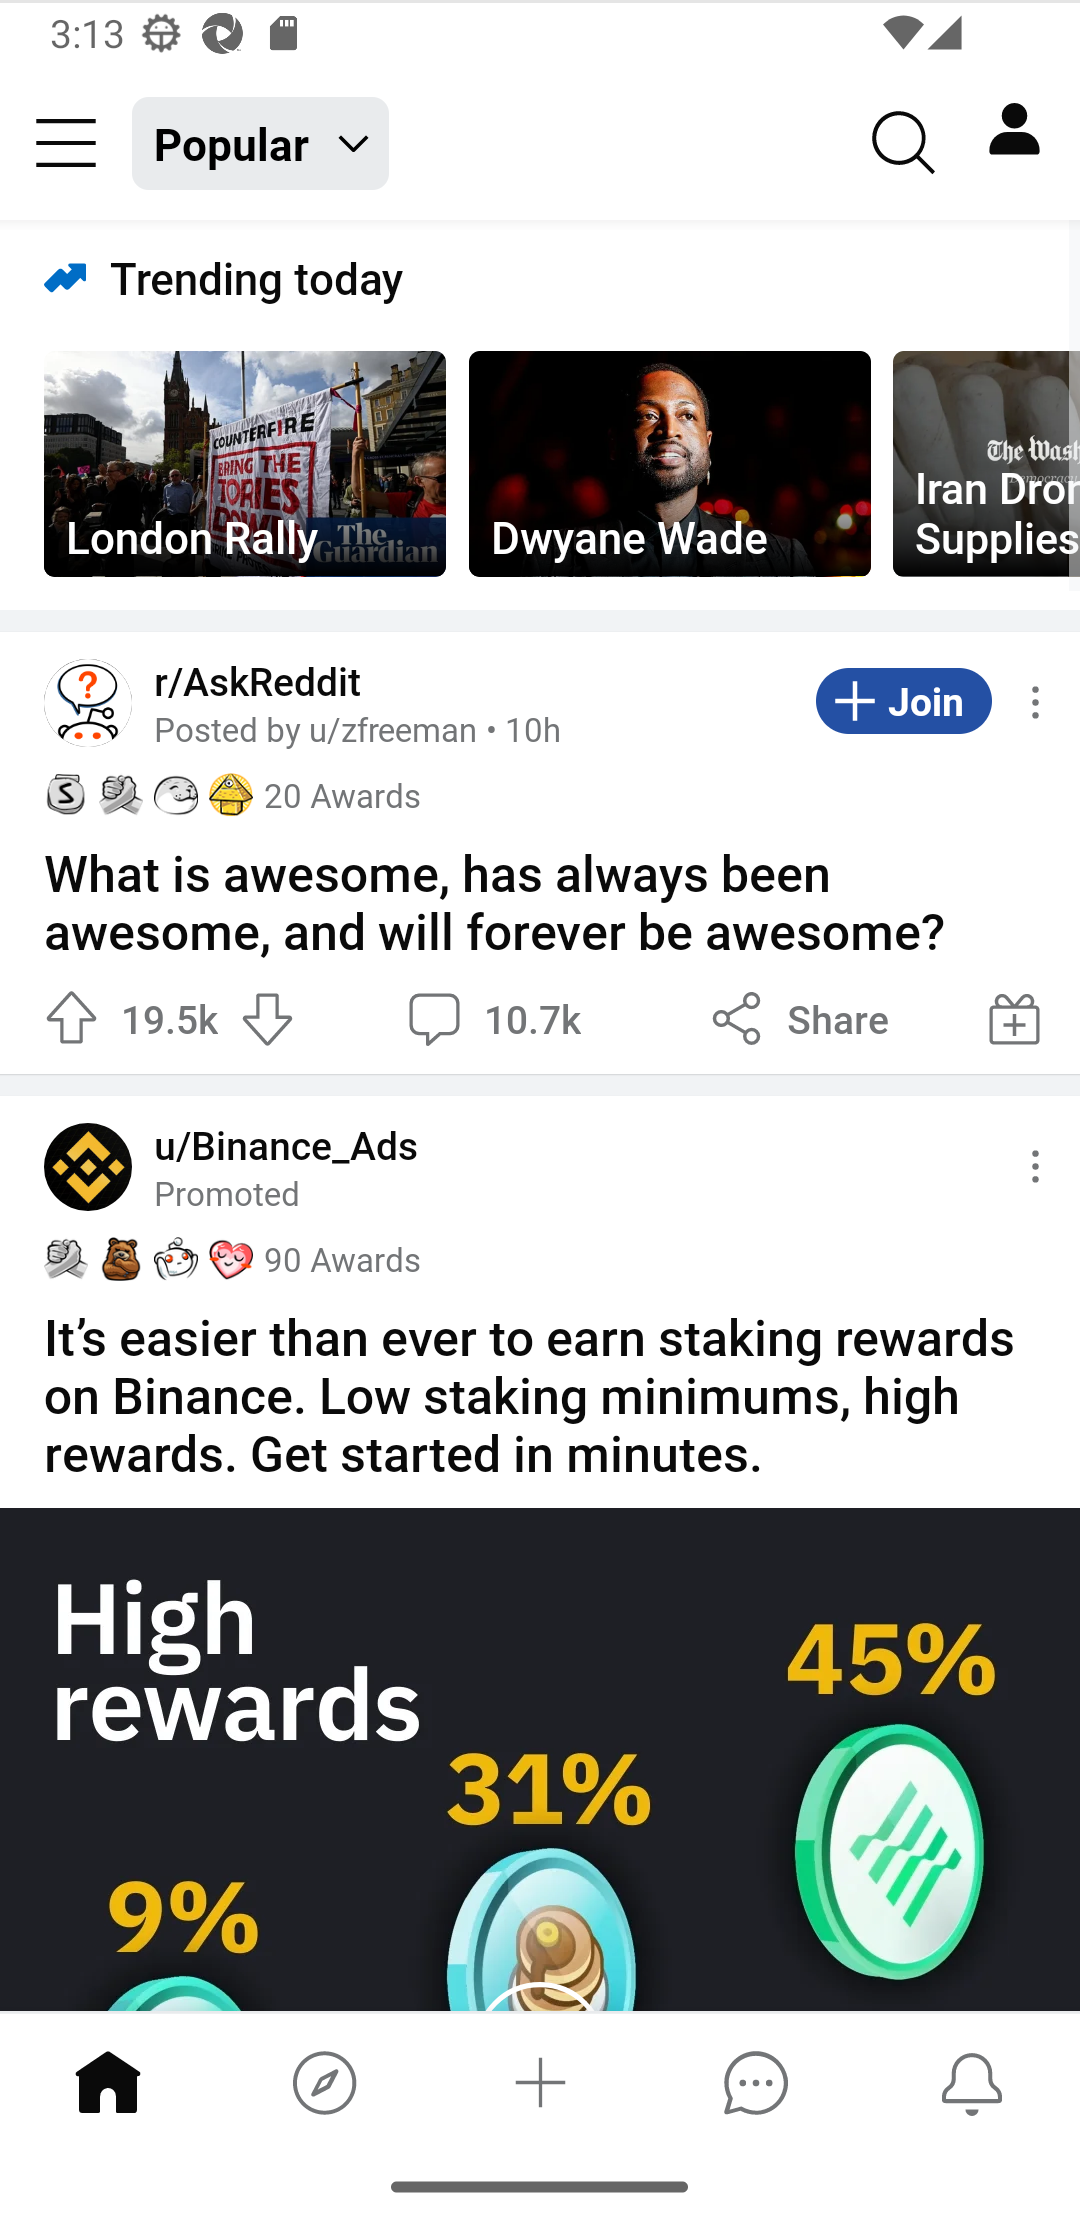 3:13
Popular
Trending today
COUNTERFIRE
BRING THE
TORIES
London Rally
The
Guardian
Dwyane Wade
The Wash
Iran Dron
Supplies
r/AskReddit
Posted by u/zfreeman • 10h
Join
20 Awards
What is awesome, has always been
awesome, and will forever be awesome?
19.5k
10.7k
Share
u/Binance_Ads
Promoted
90 Awards
It’s easier than ever to earn staking rewards
on Binance. Low staking minimums, high
rewards. Get started in minutes.
High
rewards
45%
31%
9%